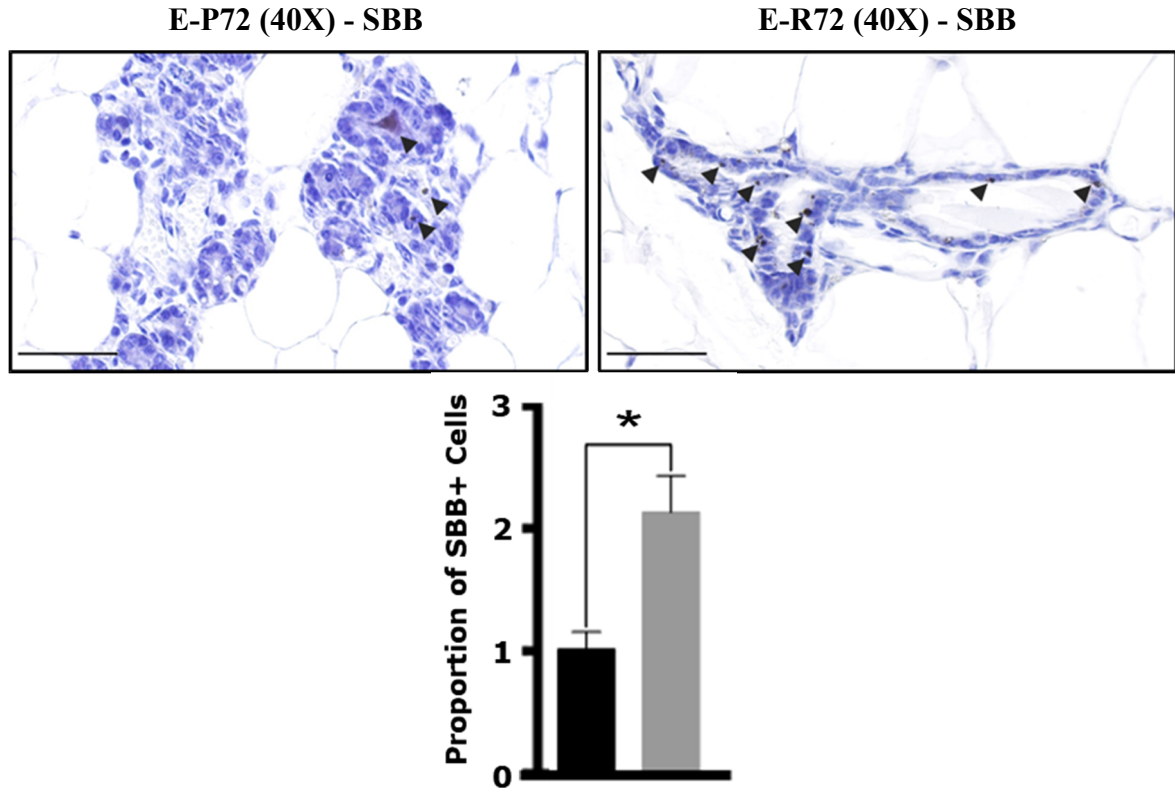 E-P72 (40X) - SBB
E-R72 (40X) - SBB
Proportion of SBB+ Cells
3
*
2
1
0